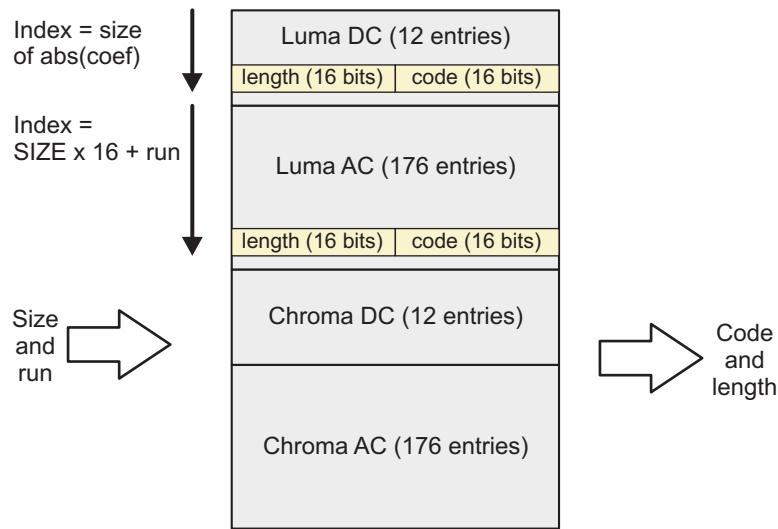 Index = size
of abs(coef)
Luma DC (12 entries)
length (16 bits) code (16 bits)
Index =
SIZE x 16 + run
Luma AC (176 entries)
length (16 bits) code (16 bits)
Size
and
run
Chroma DC (12 entries)
Code
and
length
Chroma AC (176 entries)